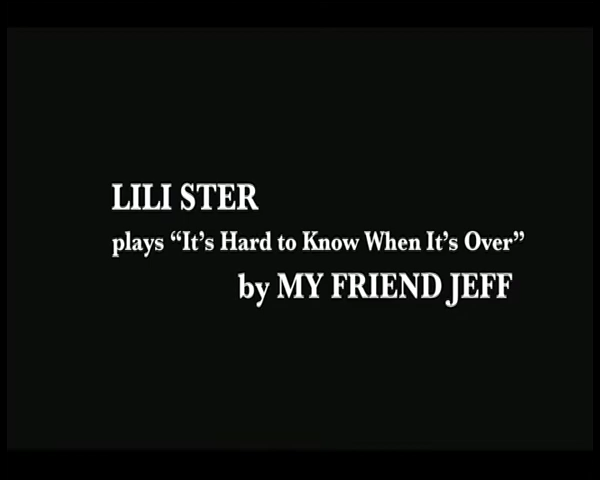 LILI STER
plays “It’s Hard to Know When It’s Over”
by MY FRIEND JEFF